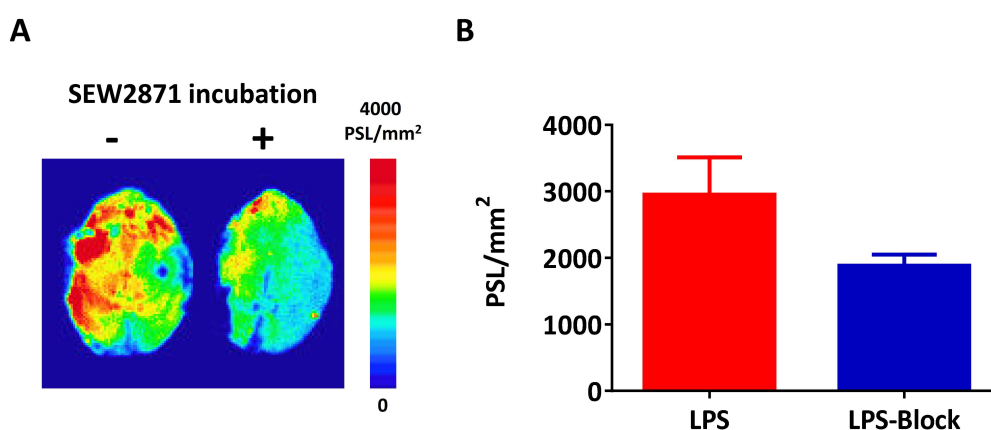 A
SEW2871 incubation
- +
4000
PSL/mm²
0
B
PSL/mm²
4000
3000
2000
1000
0
LPS LPS-Block